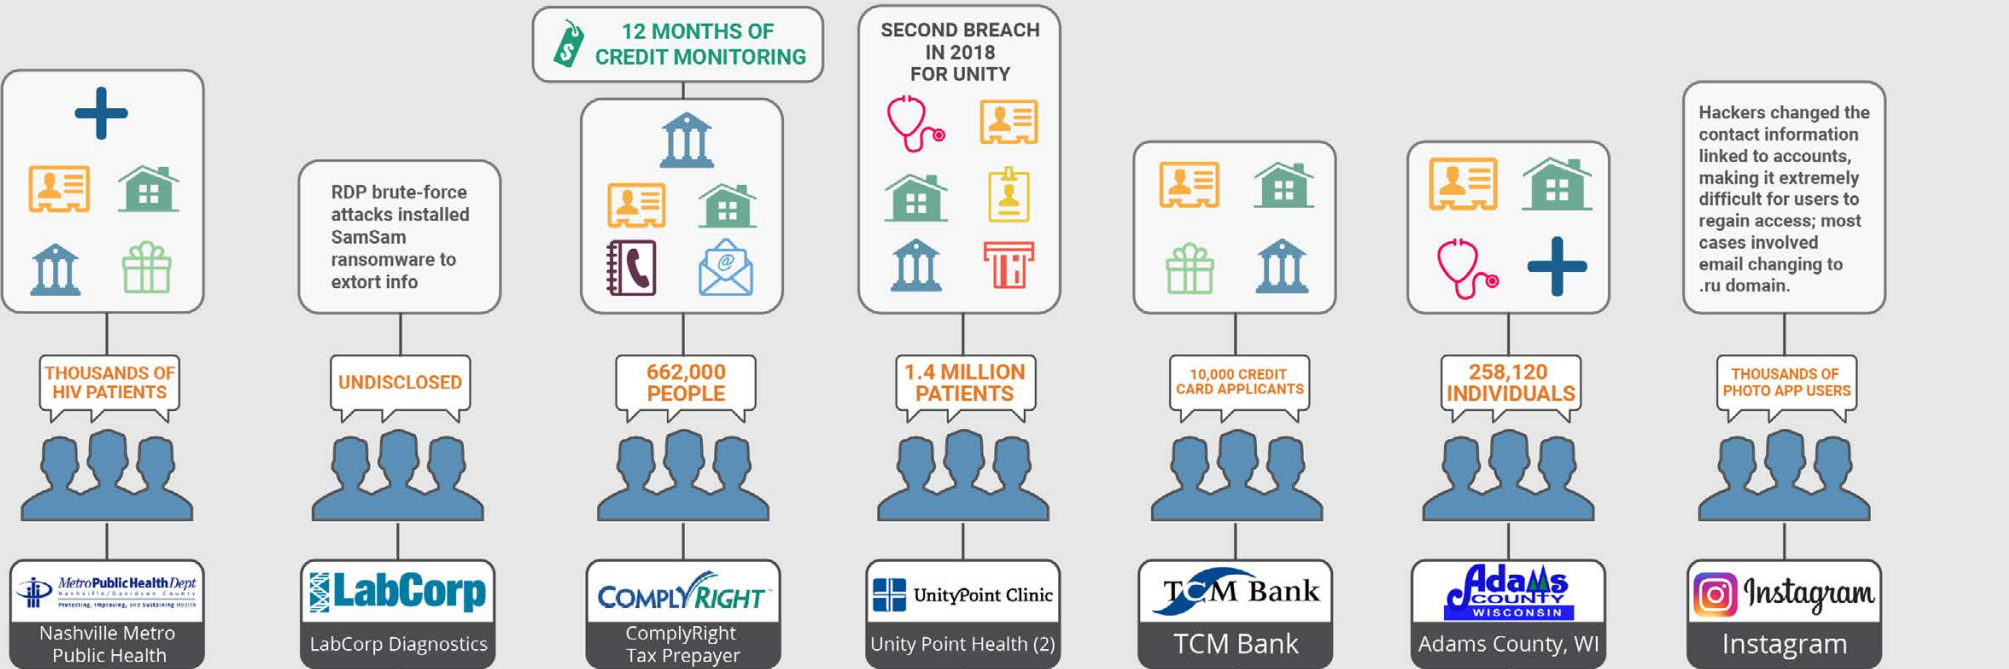 12 MONTHS OF
CREDIT MONITORING
SECOND BREACH
IN 2018
FOR UNITY
RDP brute-force
attacks installed
SamSam
ransomware to
extort info
@
Hackers changed the
contact information
linked to accounts,
making it extremely
difficult for users to
regain access; most
cases involved
email changing to
.ru domain.
THOUSANDS OF
HIV PATIENTS
UNDISCLOSED
662,000
PEOPLE
1.4 MILLION
PATIENTS
10,000 CREDIT
CARD APPLICANTS
258,120
INDIVIDUALS
THOUSANDS OF
PHOTO APP USERS
Metro Public Health Dept
Nashville/Davidson County
Protecting, Improving, and Sustaining Health
Nashville Metro
Public Health
LabCorp
LabCorp Diagnostics
COMPLYRIGHT
ComplyRight
Tax Prepayer
UnityPoint Clinic
Unity Point Health (2)
TCM Bank
TCM Bank
Adams
COUNTY
WISCONSIN
Adams County, WI
Instagram
Instagram